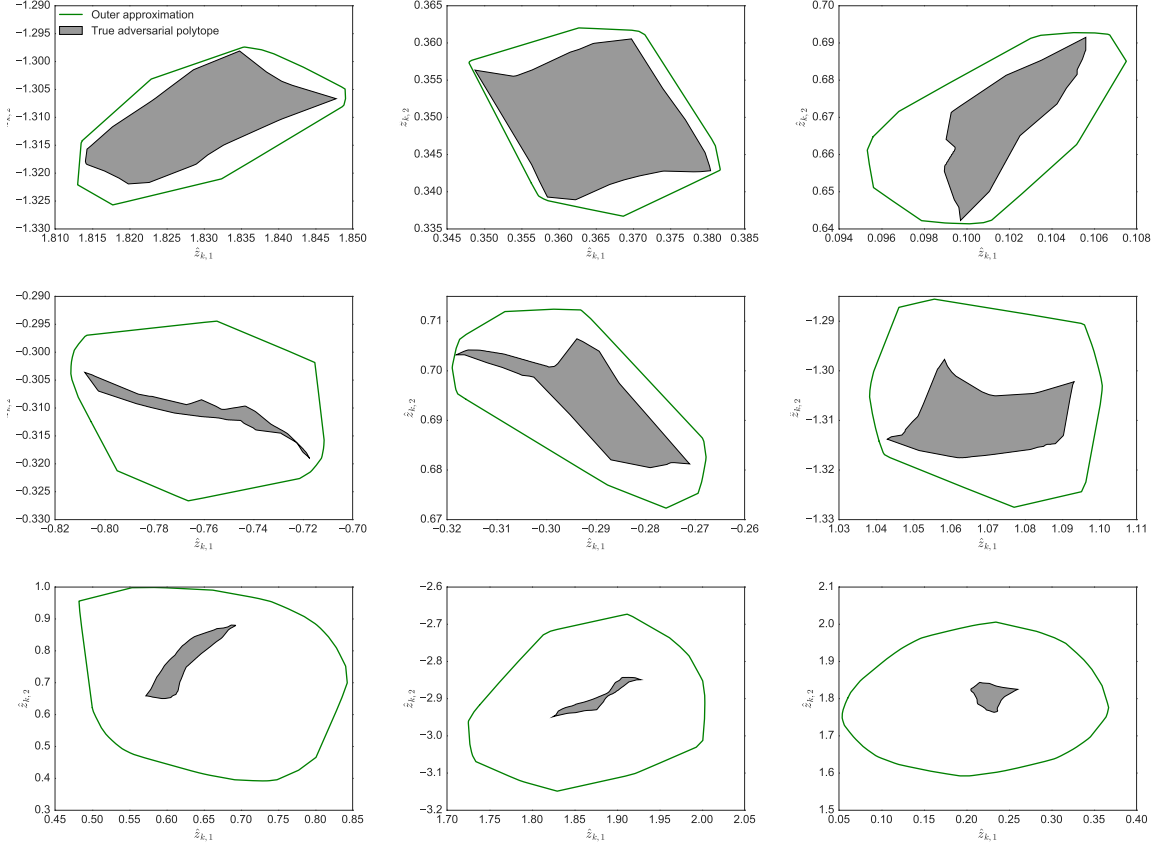 −1.290
−1.295
−1.300
−1.305
−1.310
−1.315
−1.320
−1.325
−1.330
Outer approximation
True adversarial polytope
1.810 1.815 1.820 1.825 1.830 1.835 1.840 1.845 1.850
ẑk,1
0.365
0.360
0.355
ẑk,2
0.350
0.345
0.340
0.335
0.345 0.350 0.355 0.360 0.365 0.370 0.375 0.380 0.385
ẑk,1
0.70
0.69
0.68
ẑk,2
0.67
0.66
0.65
0.64
0.094 0.096 0.098 0.100 0.102 0.104 0.106 0.108
ẑk,1
−0.290
−0.295
−0.300
−0.305
−0.310
−0.315
−0.320
−0.325
−0.330
−0.82 −0.80 −0.78 −0.76 −0.74 −0.72 −0.70
ẑk,1
0.71
0.70
ẑk,2
0.69
0.68
0.67
−0.32 −0.31 −0.30 −0.29 −0.28 −0.27 −0.26
ẑk,1
−1.29
−1.30
ẑk,2
−1.31
−1.32
−1.33
1.03 1.04 1.05 1.06 1.07 1.08 1.09 1.10 1.11
ẑk,1
1.0
0.9
0.8
0.7
ẑk,2
0.6
0.5
0.4
0.3
0.45 0.50 0.55 0.60 0.65 0.70 0.75 0.80 0.85
ẑk,1
−2.6
−2.7
−2.8
ẑk,2
−2.9
−3.0
−3.1
−3.2
1.70 1.75 1.80 1.85 1.90 1.95 2.00 2.05
ẑk,1
2.1
2.0
1.9
ẑk,2
1.8
1.7
1.6
1.5
0.05 0.10 0.15 0.20 0.25 0.30 0.35 0.40
ẑk,1